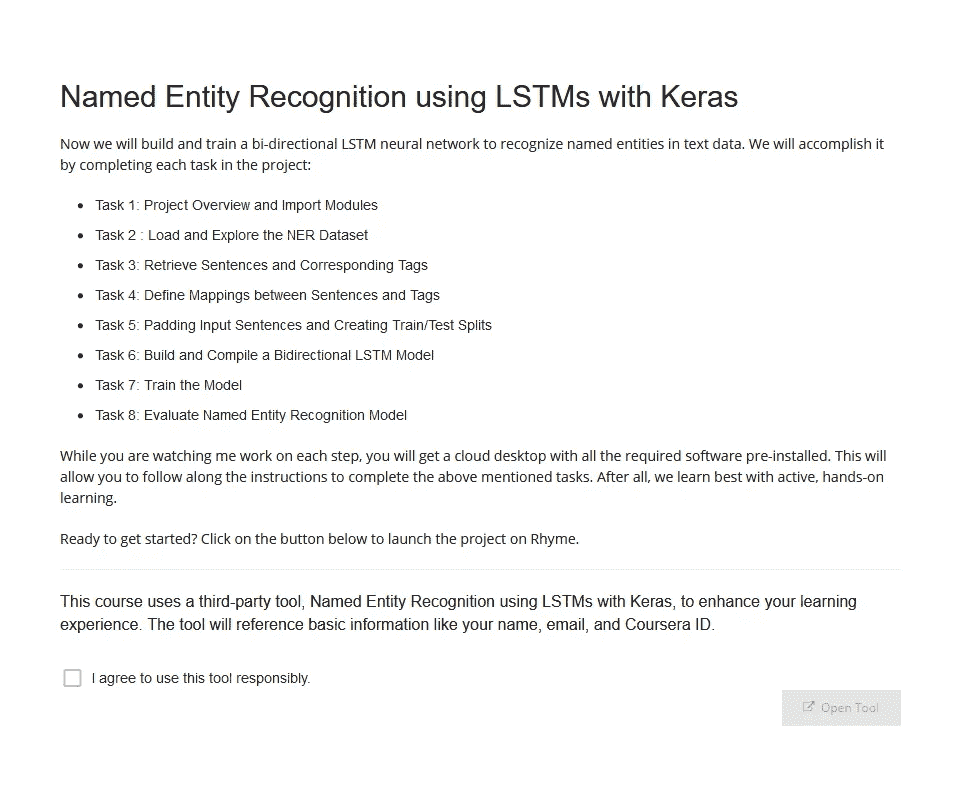 Named Entity Recognition using LSTMs with Keras
Now we will build and train a bi-directional LSTM neural network to recognize named entities in text data. We will accomplish it
by completing each task in the project:
Task 1: Project Overview and Import Modules
Task 2 : Load and Explore the NER Dataset
Task 3: Retrieve Sentences and Corresponding Tags
Task 4: Define Mappings between Sentences and Tags
Task 5: Padding Input Sentences and Creating Train/Test Splits
Task 6: Build and Compile a Bidirectional LSTM Model
Task 7: Train the Model
Task 8: Evaluate Named Entity Recognition Model
While you are watching me work on each step, you will get a cloud desktop with all the required software pre-installed. This will
allow you to follow along the instructions to complete the above mentioned tasks. After all, we learn best with active, hands-on
learning.
Ready to get started? Click on the button below to launch the project on Rhyme.
This course uses a third-party tool, Named Entity Recognition using LSTMs with Keras, to enhance your learning
experience. The tool will reference basic information like your name, email, and Coursera ID.
I agree to use this tool responsibly.
Open Tool